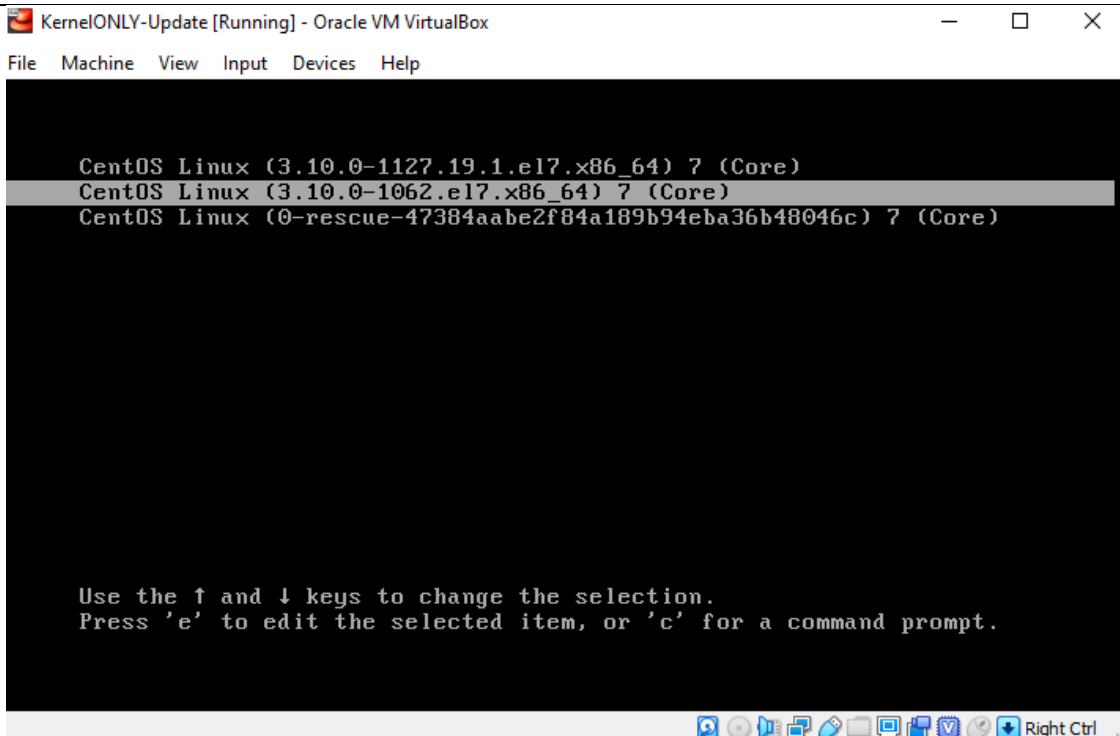 KernelONLY-Update [Running] - Oracle VM VirtualBox
File Machine View Input Devices Help
CentOS Linux (3.10.0-1127.19.1.el7.x86_64) 7 (Core)
CentOS Linux (3.10.0-1062.el7.x86_64) 7 (Core)
CentOS Linux (0-rescue-47384aabe2f84a189b94eba36b48046c) 7 (Core)
Use the ↑ and ↓ keys to change the selection.
Press 'e' to edit the selected item, or 'c' for a command prompt.
Right Ctrl